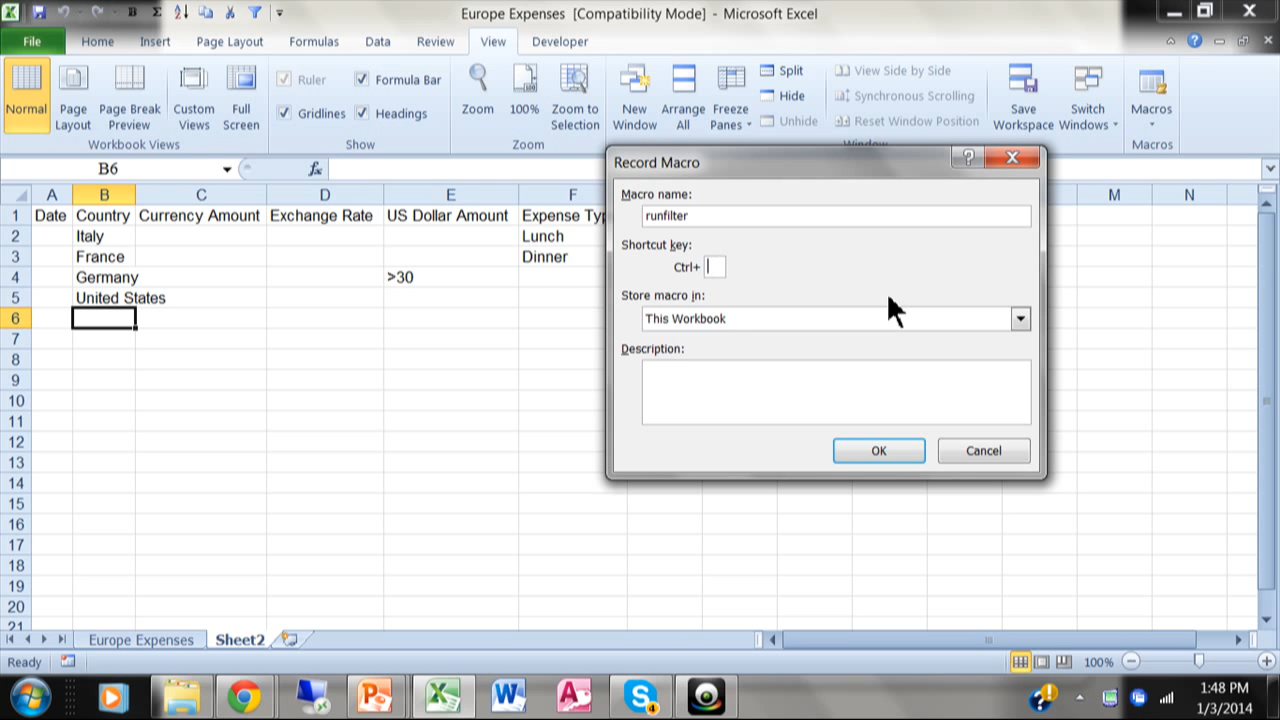 Europe Expenses [Compatibility Mode] - Microsoft Excel
File Home Insert Page Layout Formulas Data Review View Developer
Normal Page Layout Page Break Preview Custom Views Full Screen
Workbook Views
Ruler Formula Bar
Gridlines Headings
Show
Zoom 100% Zoom to Selection
Zoom
New Window Arrange All Freeze Panes
Split
Hide
Unhide
View Side by Side
Synchronous Scrolling
Reset Window Position
Window
Save Workspace Switch Windows
Macros
Macros
B6 fx
A B C D E F M N
1 Date Country Currency Amount Exchange Rate US Dollar Amount Expense Typ
2 Italy Lunch
3 France Dinner
4 Germany >30
5 United States
6
7
8
9
10
11
12
13
14
15
16
17
18
19
20
21
Record Macro
Macro name:
runfilter
Shortcut key:
Ctrl+
Store macro in:
This Workbook
Description:
OK Cancel
Europe Expenses Sheet2
Ready 100%
1:48 PM
1/3/2014